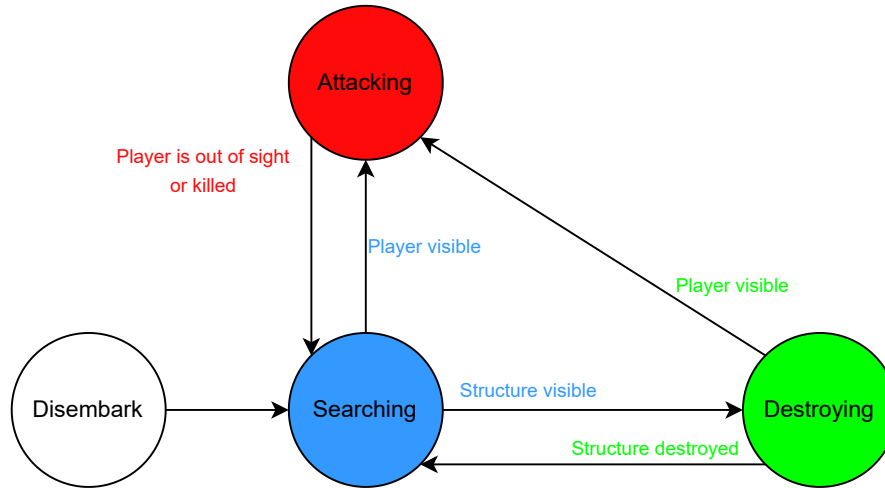 Attacking
Player is out of sight
or killed
Player visible
Player visible
Disembark
Searching
Structure visible
Destroying
Structure destroyed